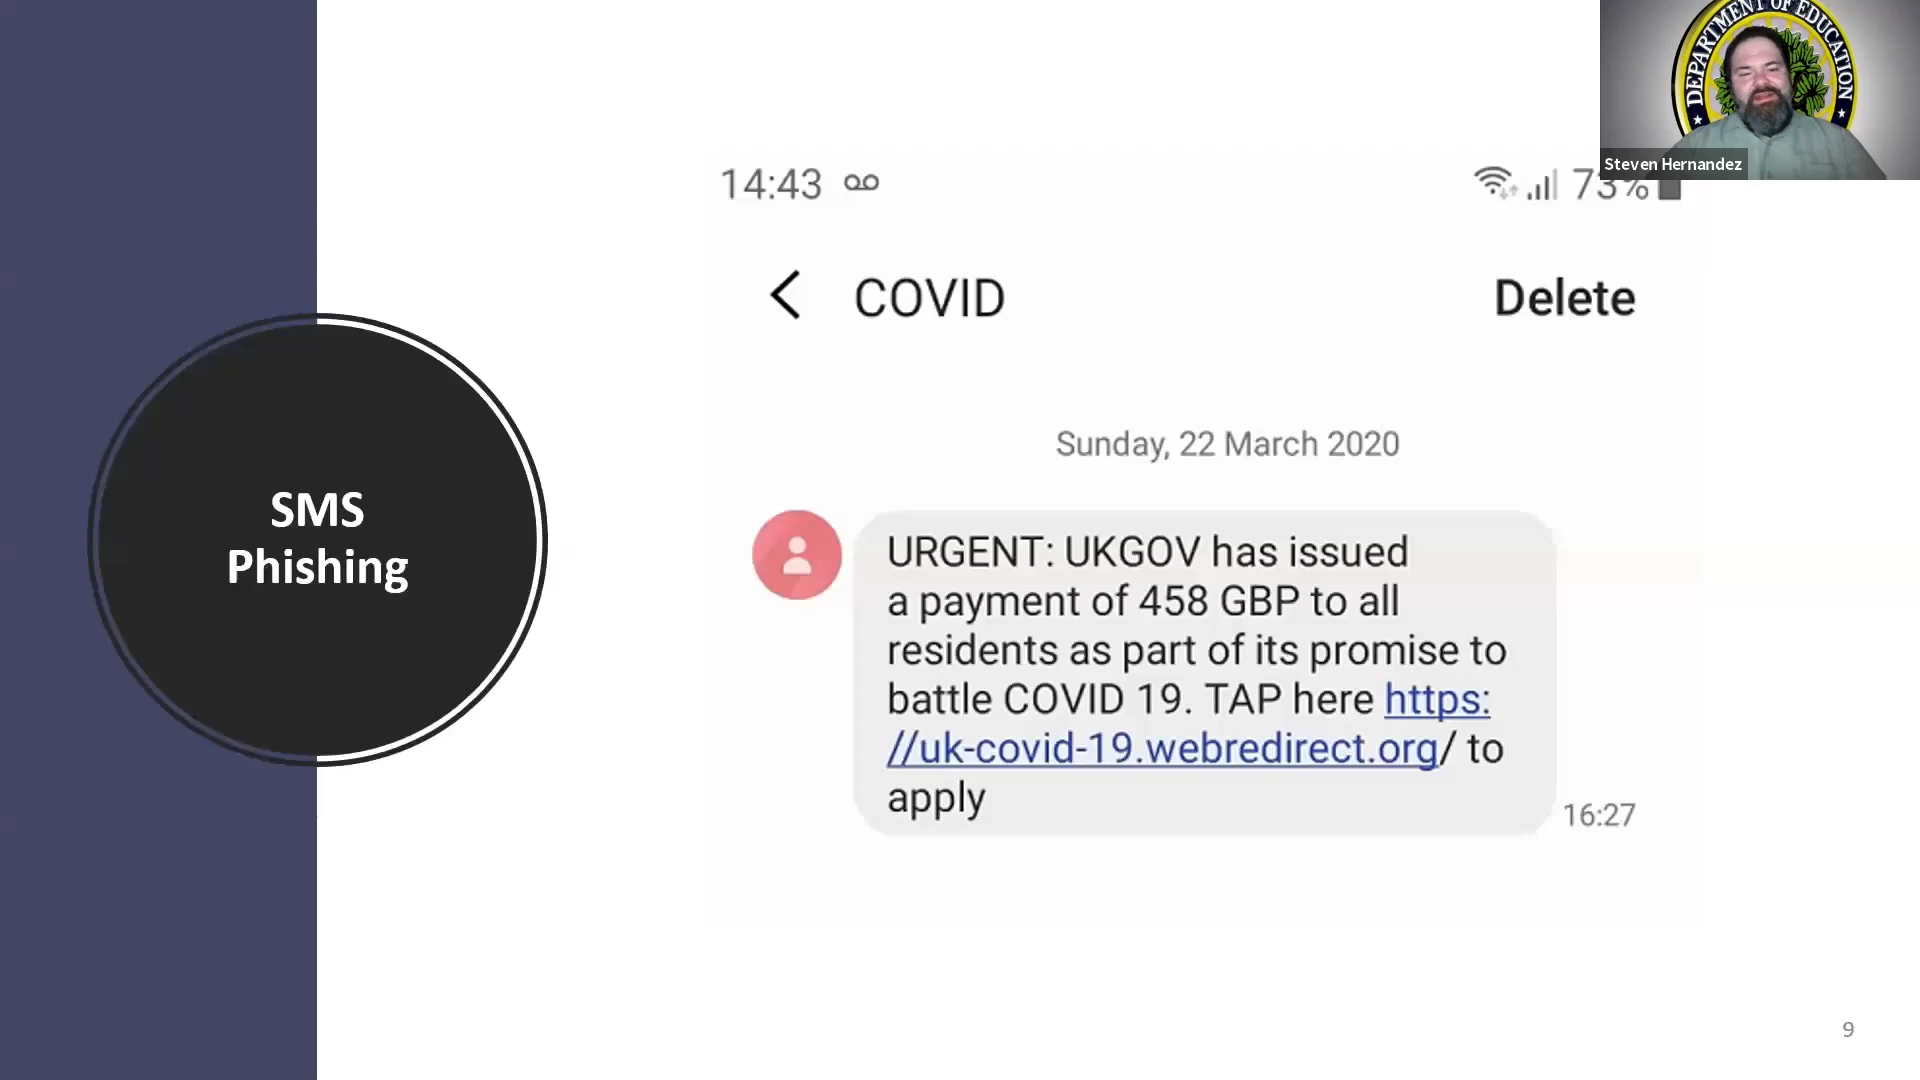 DEPARTMENT OF EDUCATION
Steven Hernandez
14:43
73%
COVID
Delete
Sunday, 22 March 2020
SMS
Phishing
URGENT: UKGOV has issued
a payment of 458 GBP to all
residents as part of its promise to
battle COVID 19. TAP here https:
//uk-covid-19.webredirect.org/ to
apply
16:27
9